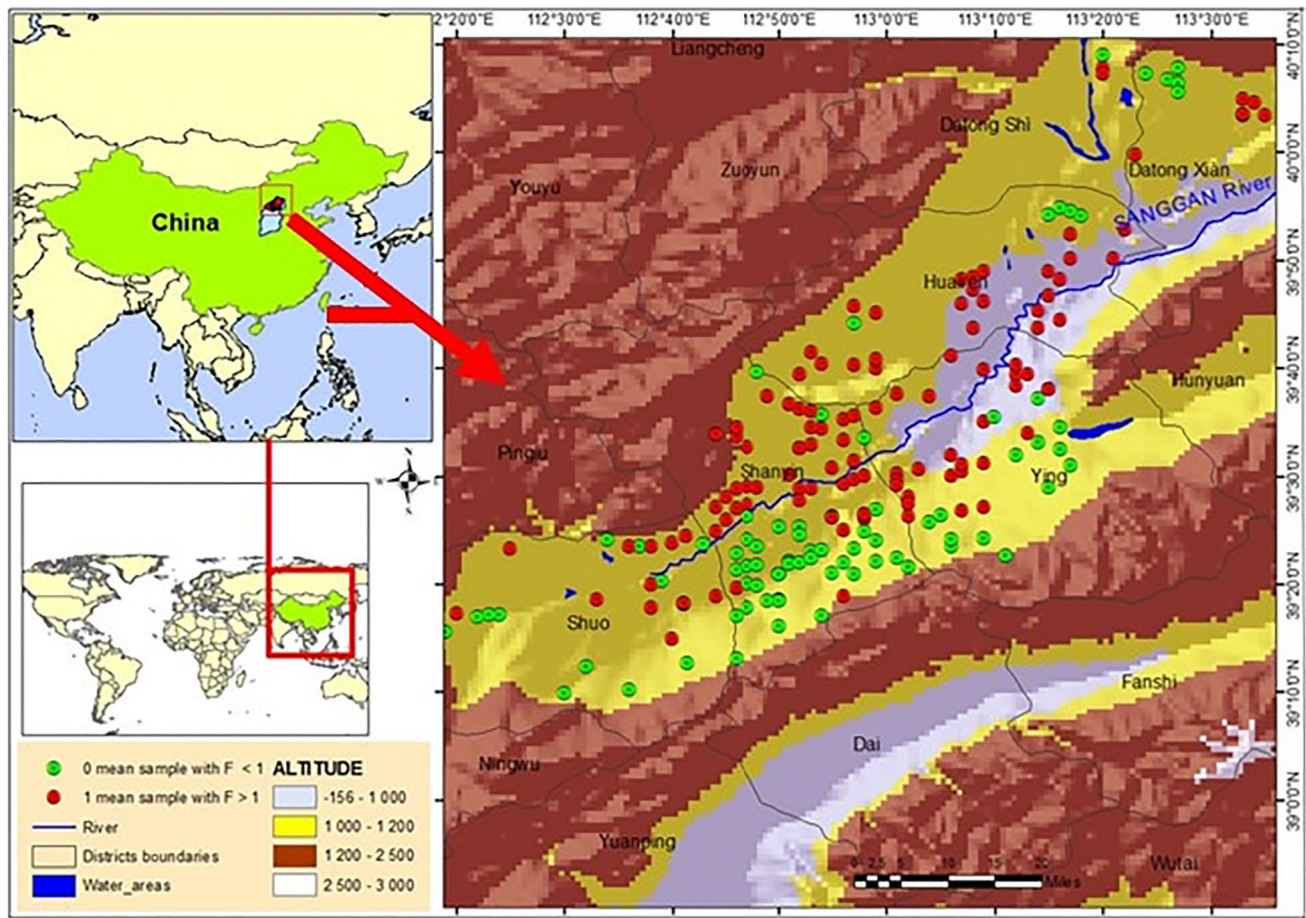 2°20'0"E 112°30'0"E 112°40'0"E 112°50'0"E 113°0'0"E 113°10'0"E 113°20'0"E 113°30'0"E
China
Liangcheng
40°10'0"N
Datong Shì
Zuoyun
Youyu
40°0'0"N
Datong Xian
SANGGAN River
39°50'0"N
Huairen
39°40'0"N
Hunyuan
Pinglu
Shanyin
Ying
39°30'0"N
39°20'0"N
Shuo
39°10'0"N
Fanshi
Dai
Ningwu
39°0'0"N
Yuanping
Wutai
0 2,5 5 10 15 20
Miles
N
W
0 mean sample with F < 1
1 mean sample with F > 1
River
Districts boundaries
Water_areas
ALTITUDE
-156 - 1 000
1 000 - 1 200
1 200 - 2 500
2 500 - 3 000